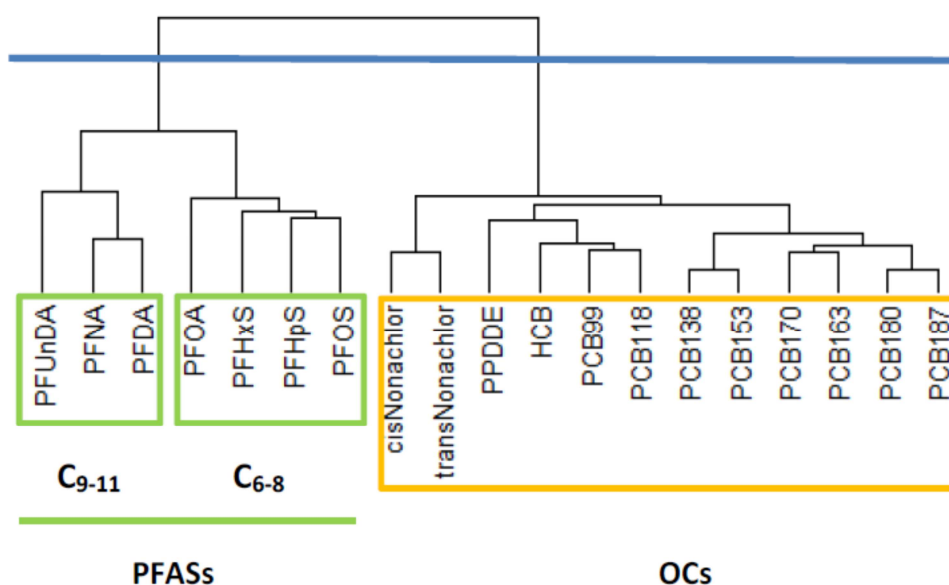 PFUnDA
PFNA
PFDA
PFOA
PFHxS
PFHpS
PFOS
cisNonachlor
transNonachlor
PPDDE
HCB
PCB99
PCB118
PCB138
PCB153
PCB170
PCB163
PCB180
PCB187
C9-11
C6-8
PFASs
OCs